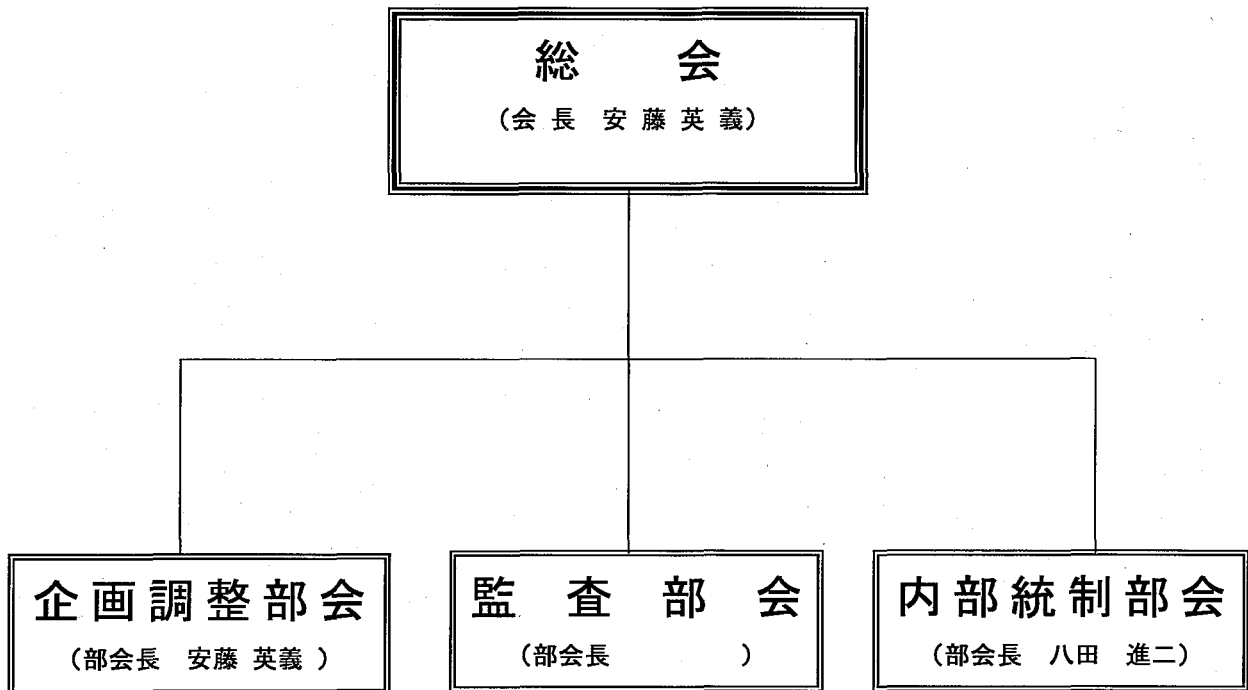 総　会
（会 長　安 藤 英 義）
企画調整部会
（部会長　安藤 英義 ）
監　査　部　会
（部会長　　　　　）
内部統制部会
（部会長　八田　進二）